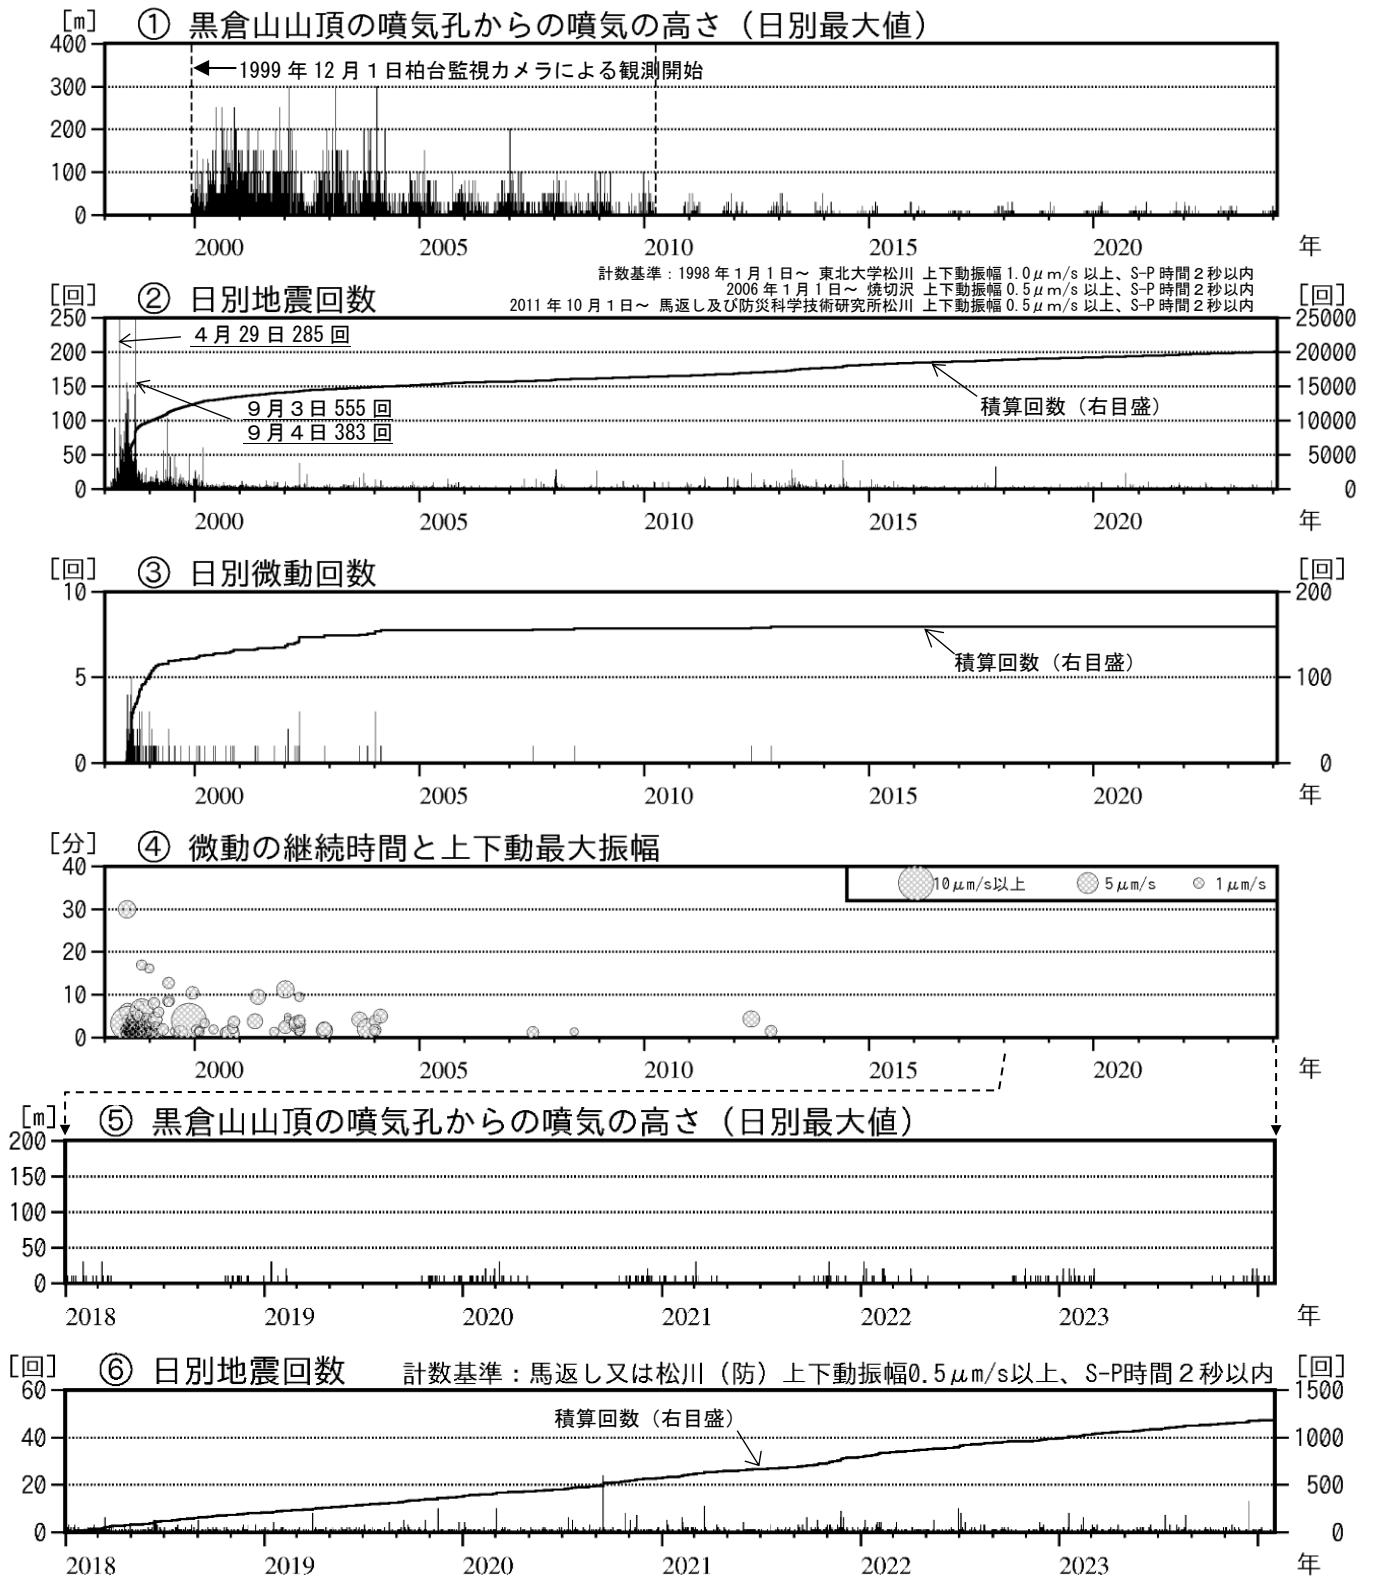 [m] ① 黒倉山山頂の噴気孔からの噴気の高さ（日別最大値）
400
300
200
100
0
1999年12月1日柏台監視カメラによる観測開始
2000 2005 2010 2015 2020 年
計数基準：1998年1月1日～ 東北大学松川 上下動振幅1.0μm/s以上、S-P時間2秒以内
2006年1月1日～ 焼切沢 上下動振幅0.5μm/s以上、S-P時間2秒以内
2011年10月1日～ 馬返し及び防災科学技術研究所松川 上下動振幅0.5μm/s以上、S-P時間2秒以内
[回] ② 日別地震回数 [回]
250 25000
200 20000
150 15000
100 10000
50 5000
0 0
4月29日285回
9月3日555回
9月4日383回
積算回数（右目盛）
2000 2005 2010 2015 2020 年
[回] ③ 日別微動回数 [回]
10 200
5 100
0 0
積算回数（右目盛）
2000 2005 2010 2015 2020 年
[分] ④ 微動の継続時間と上下動最大振幅
40
30
20
10
0
10μm/s以上 5μm/s 1μm/s
2000 2005 2010 2015 2020 年
[m] ⑤ 黒倉山山頂の噴気孔からの噴気の高さ（日別最大値）
200
150
100
50
0
2018 2019 2020 2021 2022 2023 年
[回] ⑥ 日別地震回数 計数基準：馬返し又は松川（防）上下動振幅0.5μm/s以上、S-P時間2秒以内 [回]
60 1500
40 1000
20 500
0 0
積算回数（右目盛）
2018 2019 2020 2021 2022 2023 年